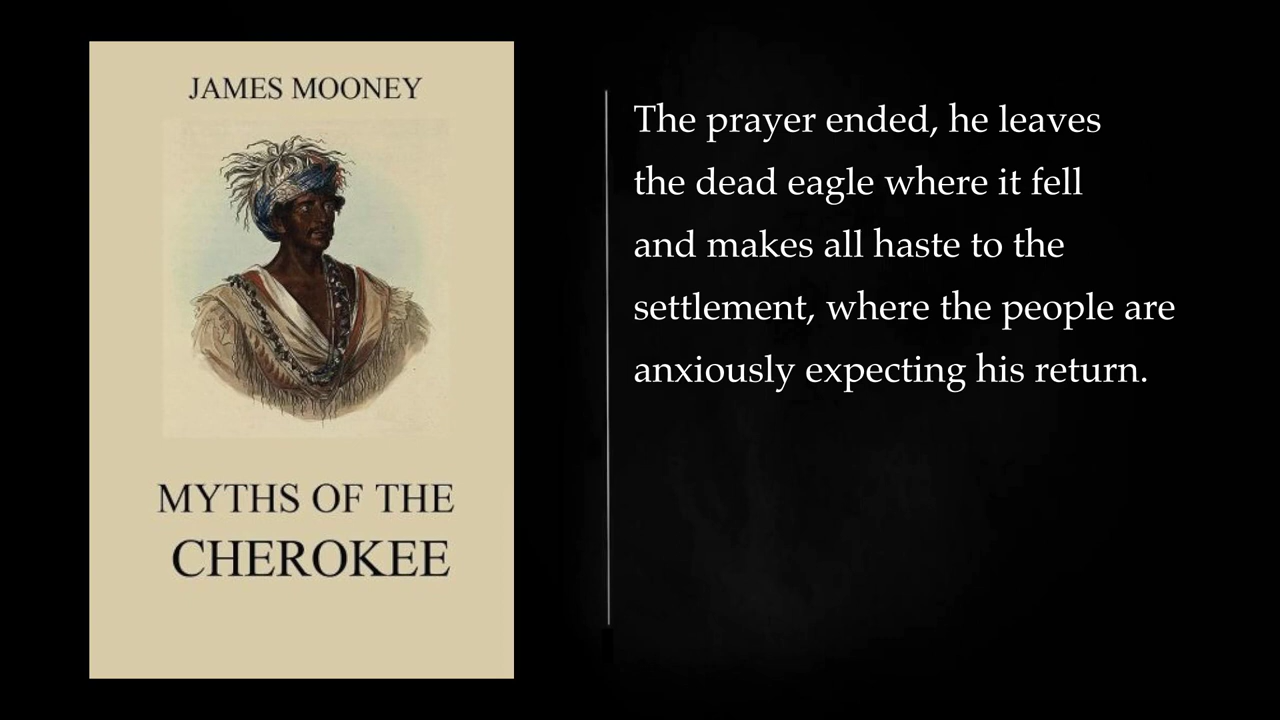 JAMES MOONEY
MYTHS OF THE
CHEROKEE
The prayer ended, he leaves
the dead eagle where it fell
and makes all haste to the
settlement, where the people are
anxiously expecting his return.